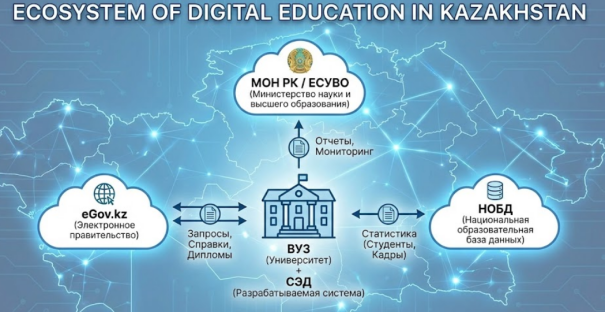 ECOSYSTEM OF DIGITAL EDUCATION IN KAZAKHSTAN
МОН РК / ЕСУВО
(Министерство науки и
высшего образования)
Отчеты,
Мониторинг
eGov.kz
(Электронное
правительство)
Запросы,
Справки,
Дипломы
ВУЗ
(Университет)
+
СЭД
(Разрабатываемая система)
Статистика
(Студенты,
Кадры)
НОБД
(Национальная
образовательная
база данных)